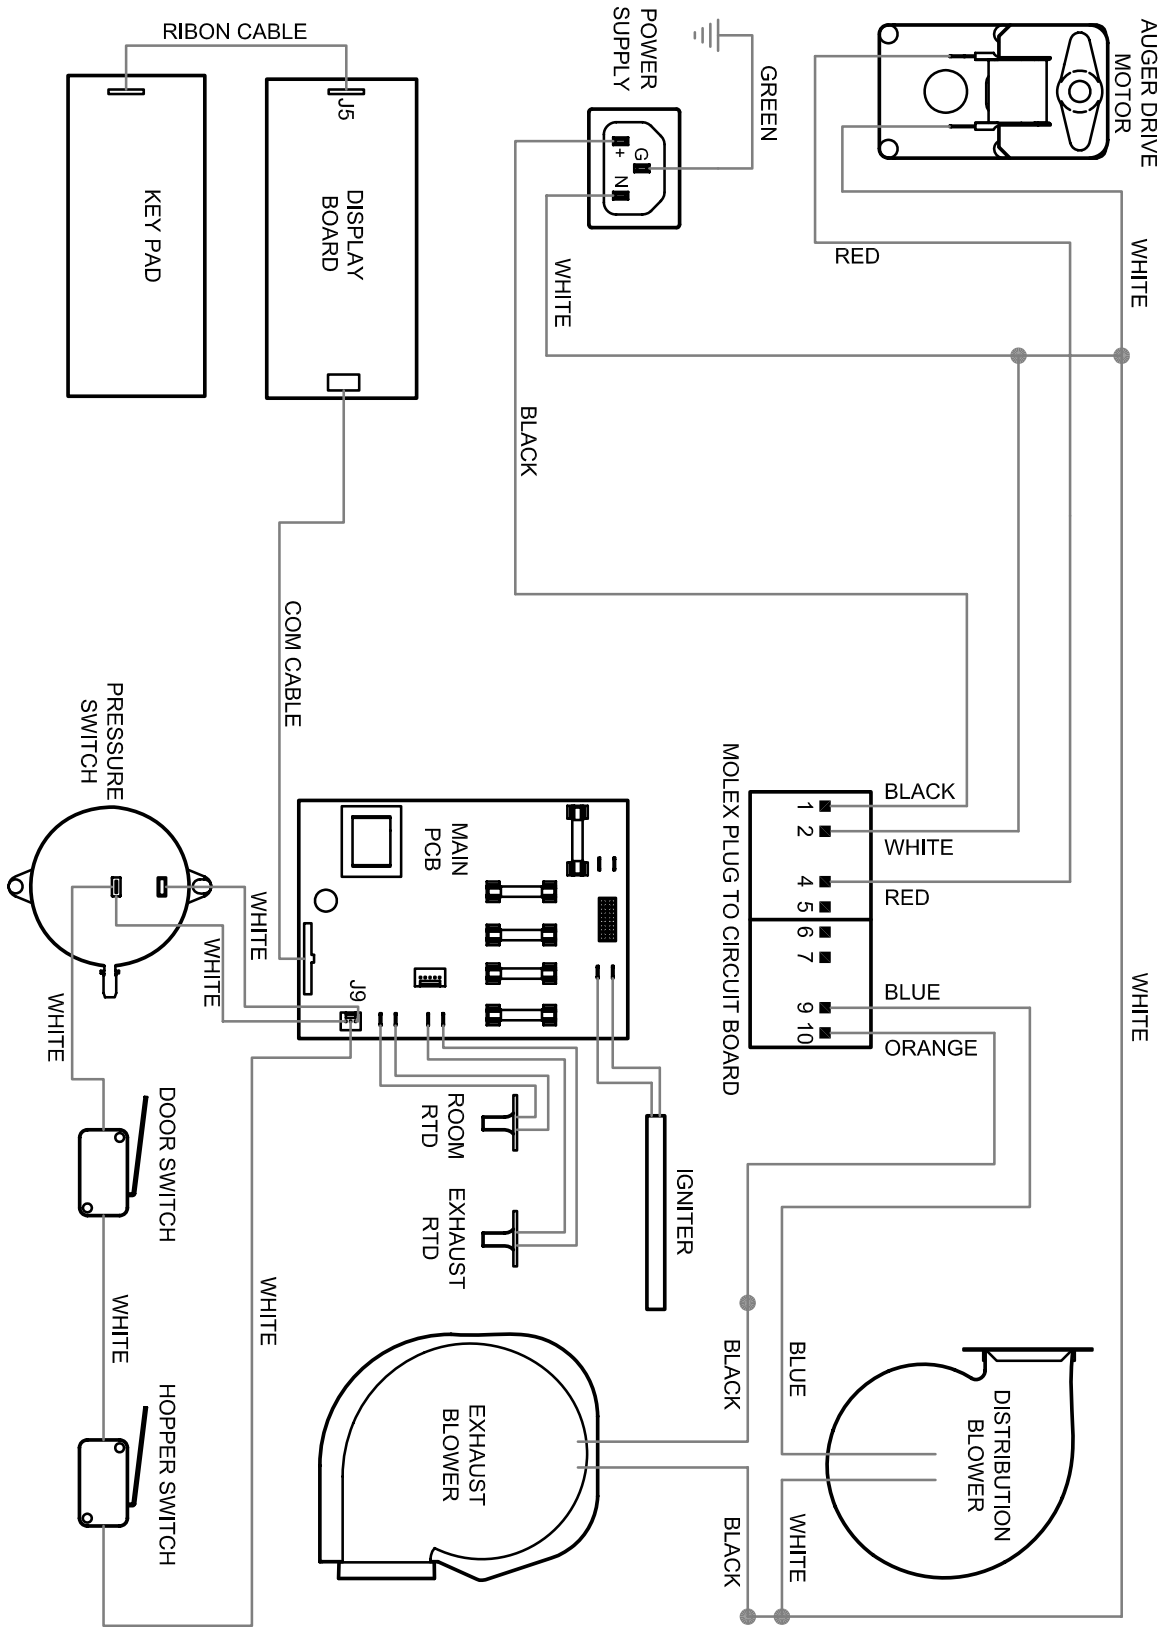 RIBON CABLE
POWER
SUPPLY
GREEN
AUGER DRIVE
MOTOR
J5
KEY PAD
DISPLAY
BOARD
+
G
N
WHITE
RED
WHITE
BLACK
COM CABLE
PRESSURE
SWITCH
MOLEX PLUG TO CIRCUIT BOARD
1
2
4
5
6
7
9
10
BLACK
WHITE
RED
BLUE
ORANGE
WHITE
MAIN
PCB
J9
WHITE
WHITE
WHITE
DOOR SWITCH
ROOM
RTD
EXHAUST
RTD
IGNITER
WHITE
WHITE
HOPPER SWITCH
EXHAUST
BLOWER
BLACK
BLUE
DISTRIBUTION
BLOWER
BLACK
WHITE